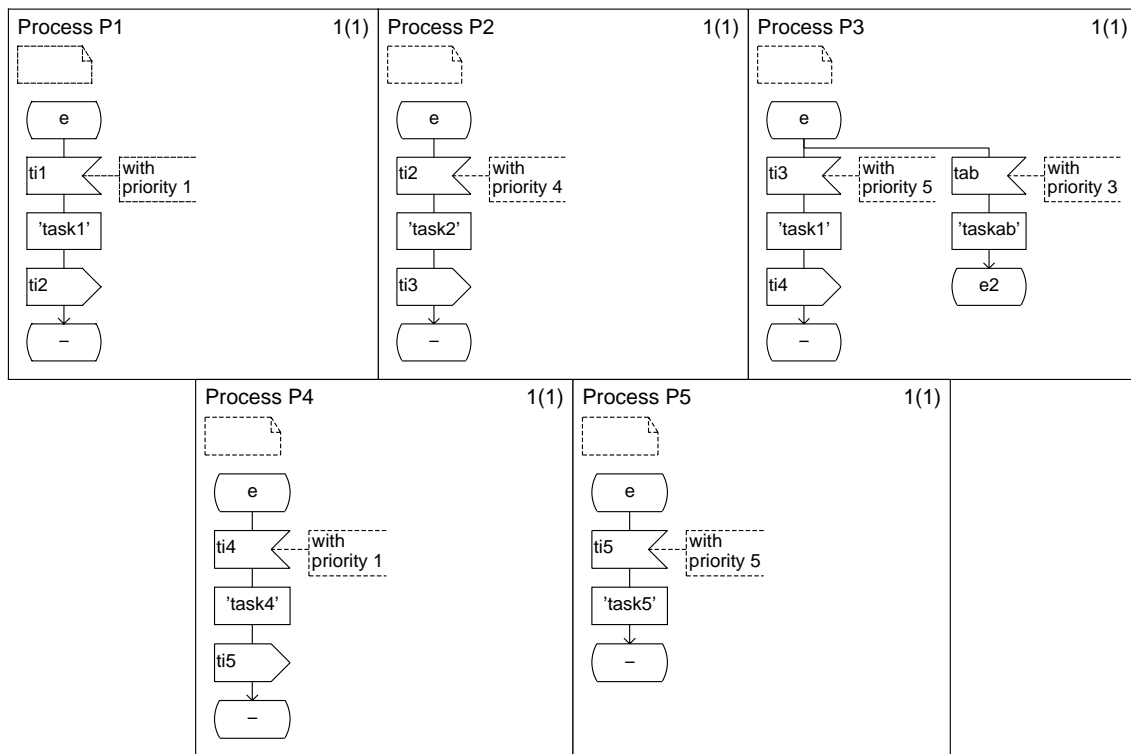 Process P1 1(1)
e
ti1
with
priority 1
'task1'
ti2
–
Process P2 1(1)
e
ti2
with
priority 4
'task2'
ti3
–
Process P3 1(1)
e
ti3
with
priority 5
tab
with
priority 3
'task1'
'taskab'
ti4
e2
–
Process P4 1(1)
e
ti4
with
priority 1
'task4'
ti5
–
Process P5 1(1)
e
ti5
with
priority 5
'task5'
–